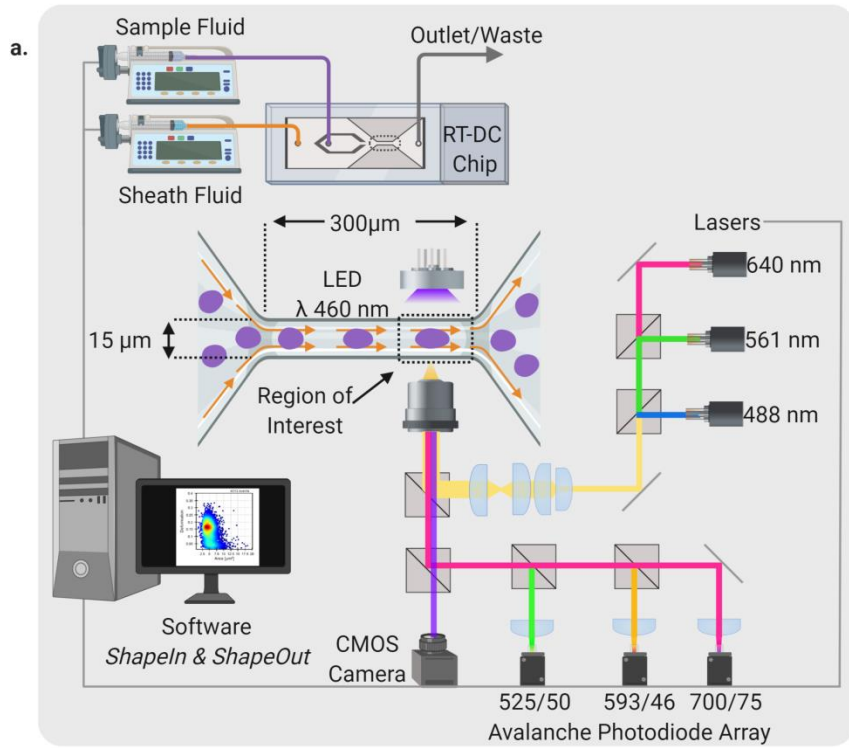 a.
Sample Fluid
Outlet/Waste
RT-DC
Chip
Sheath Fluid
300μm
Lasers
LED
λ 460 nm
640 nm
15 μm
561 nm
Region of
Interest
488 nm
Software
ShapeIn & ShapeOut
CMOS
Camera
525/50
593/46
700/75
Avalanche Photodiode Array